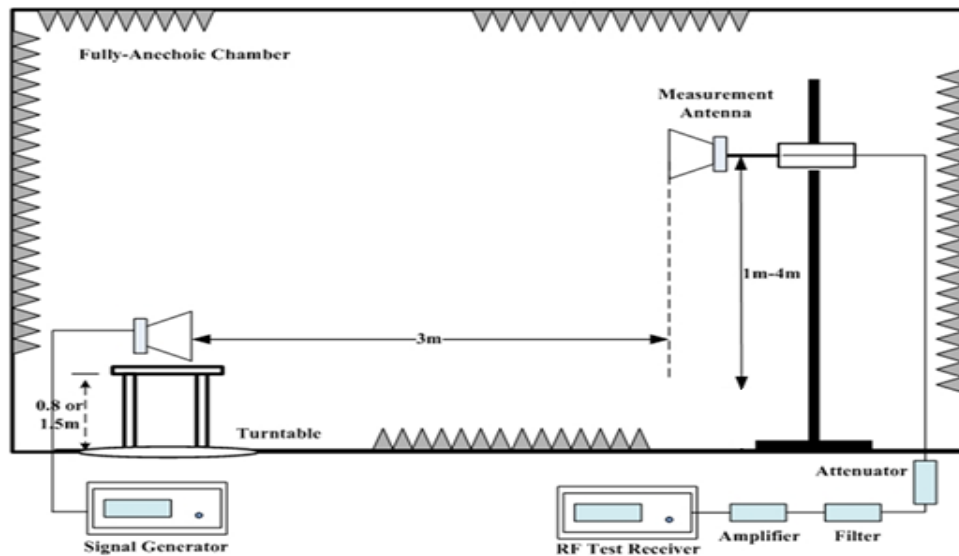 Fully-Anechoic Chamber
Measurement
Antenna
1m-4m
3m
0.8 or
1.5m
Turntable
Attenuator
Signal Generator
RF Test Receiver
Amplifier
Filter